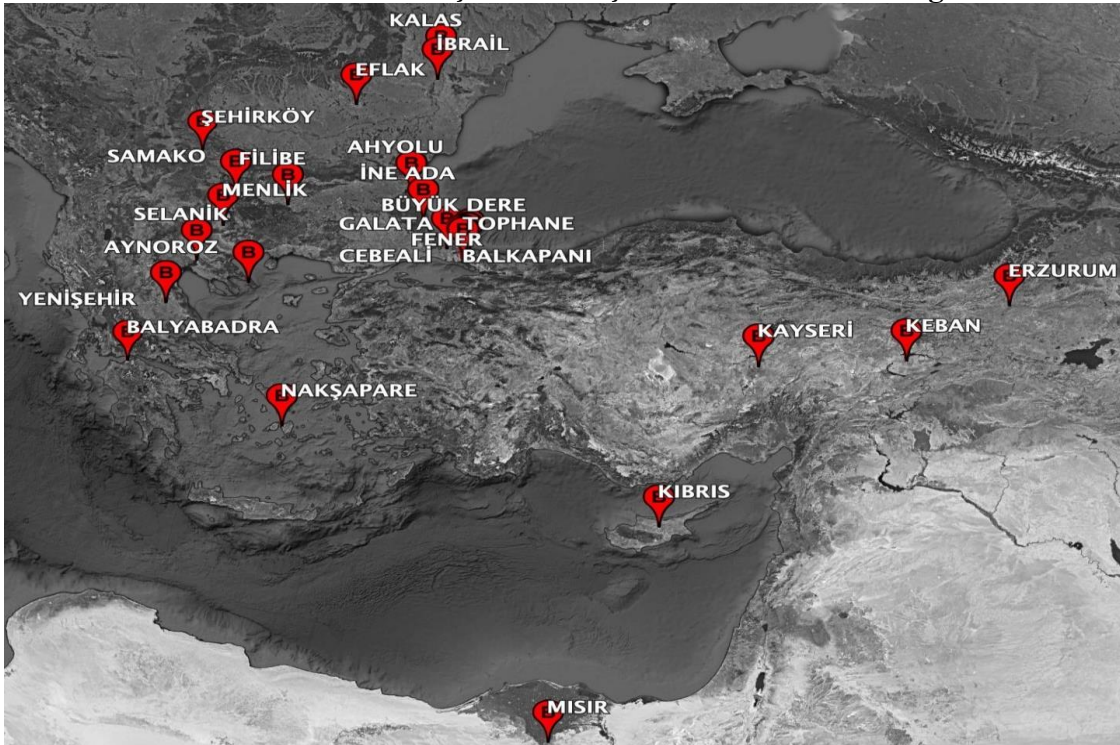 KALAS
İBRAİL
EFLAK
ŞEHİRKÖY
SAMAKO
FİLİBE
AHYOLU
İNE ADA
MENLİK
BÜYÜK DERE
SELANİK
GALATA
TOPHANE
FENER
AYNOROZ
CEBEALİ
BALKAPANI
ERZURUM
YENİŞEHİR
BALYABADRA
KAYSERİ
KEBAN
NAKŞAPARE
KIBRIS
MISIR